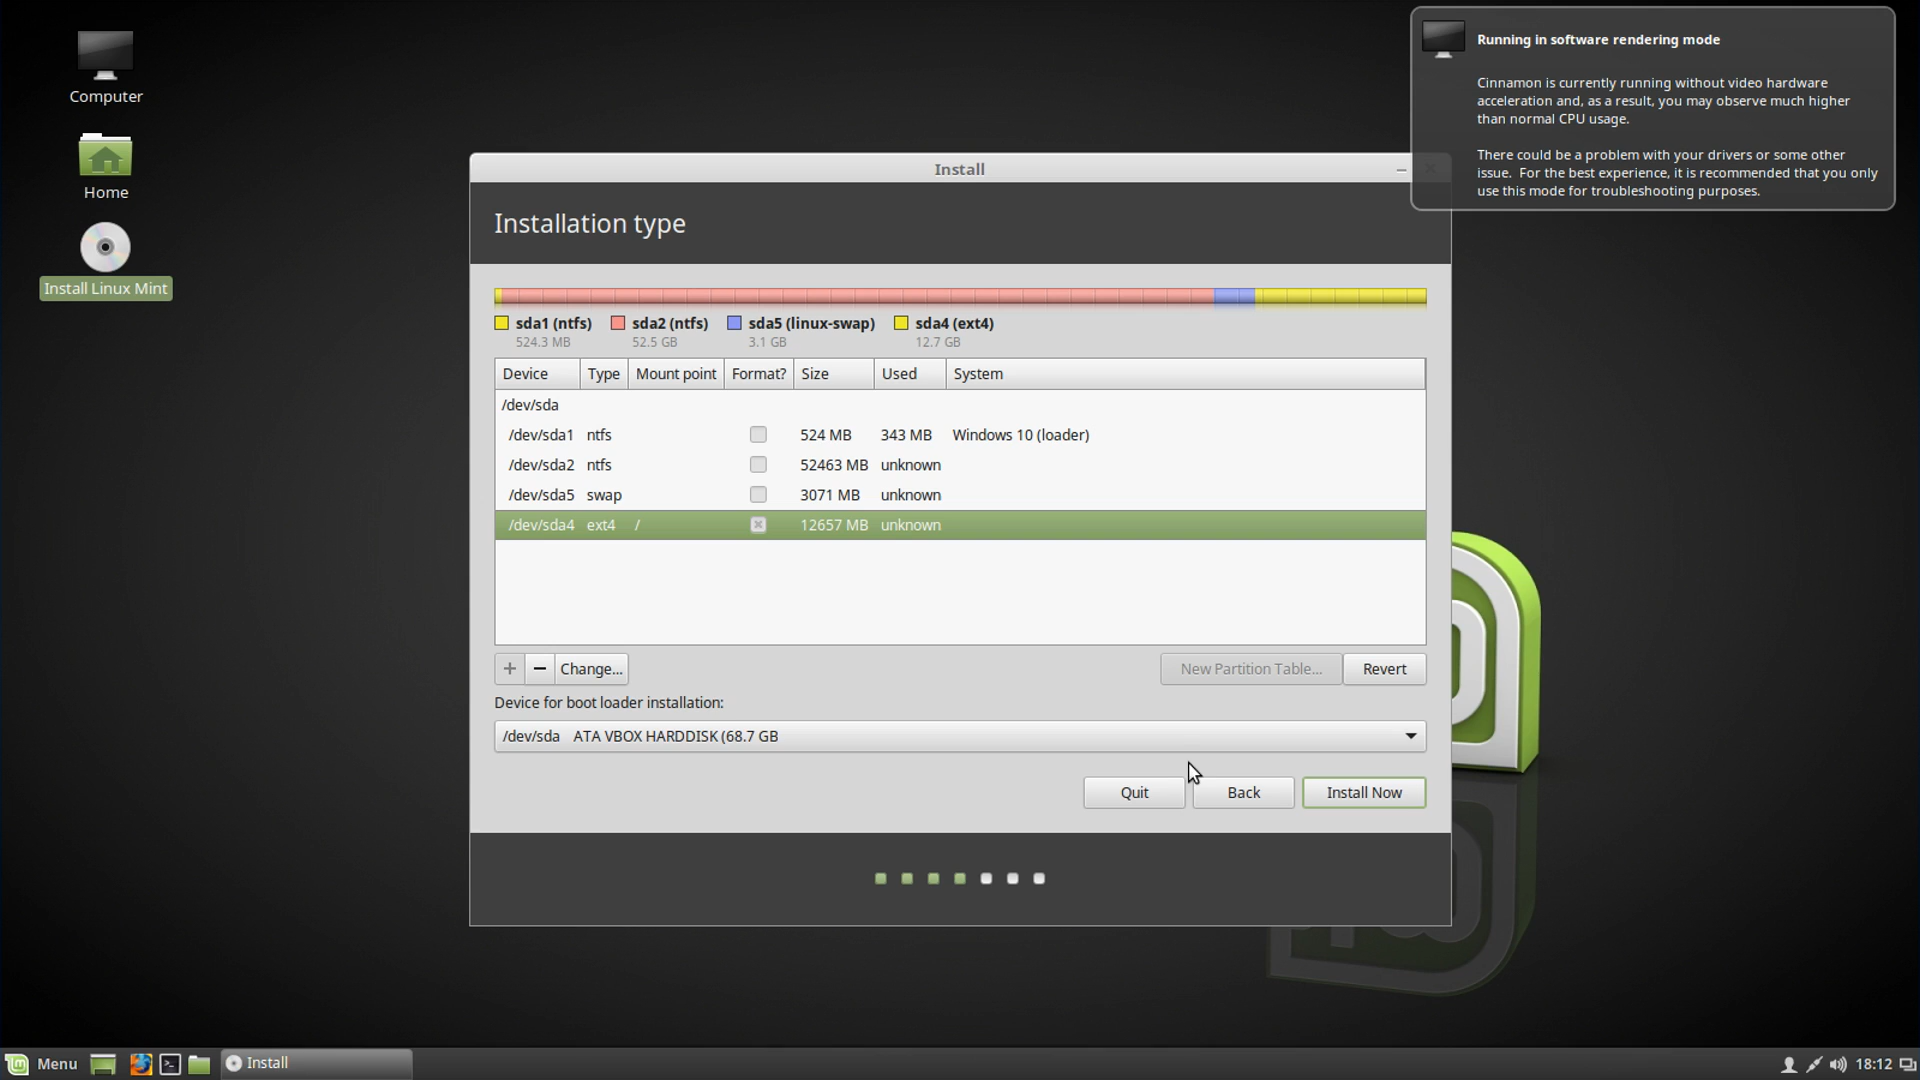 Computer
Home
Install Linux Mint
Running in software rendering mode
Cinnamon is currently running without video hardware
acceleration and, as a result, you may observe much higher
than normal CPU usage.
There could be a problem with your drivers or some other
issue. For the best experience, it is recommended that you only
use this mode for troubleshooting purposes.
Install
Installation type
sda1 (ntfs) sda2 (ntfs) sda5 (linux-swap) sda4 (ext4)
524.3 MB 52.5 GB 3.1 GB 12.7 GB
Device Type Mount point Format? Size Used System
/dev/sda
/dev/sda1 ntfs 524 MB 343 MB Windows 10 (loader)
/dev/sda2 ntfs 52463 MB unknown
/dev/sda5 swap 3071 MB unknown
/dev/sda4 ext4 / 12657 MB unknown
+ − Change... New Partition Table... Revert
Device for boot loader installation:
/dev/sda ATA VBOX HARDDISK (68.7 GB
Quit Back Install Now
Menu Install 18:12